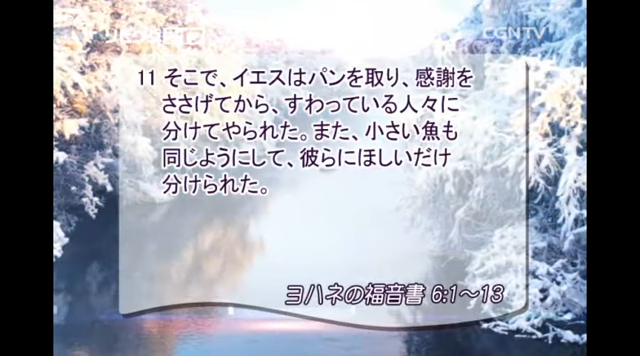 CGNTV
11 そこで、イエスはパンを取り、感謝を
ささげてから、すわっている人々に
分けてやられた。また、小さい魚も
同じようにして、彼らにほしいだけ
分けられた。
ヨハネの福音書 6:1〜13